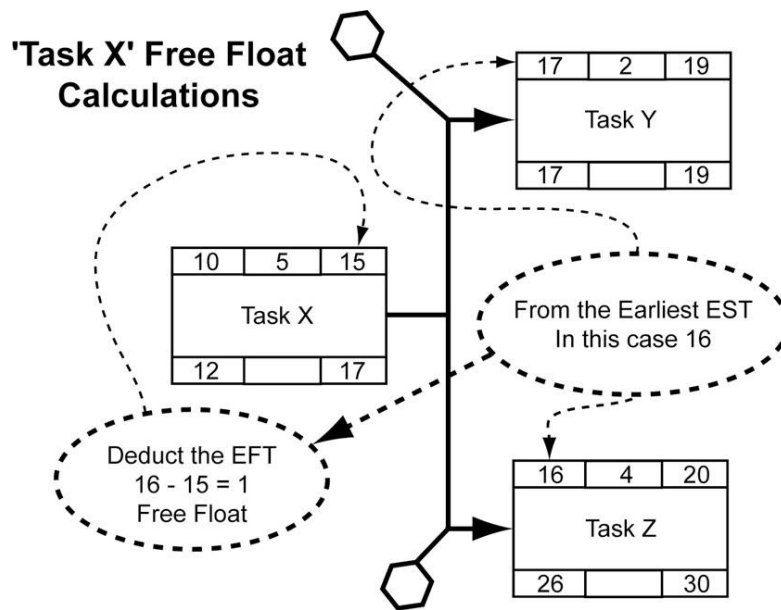 'Task X' Free Float
Calculations
17 2 19
Task Y
17 19
10 5 15
Task X
12 17
From the Earliest EST
In this case 16
Deduct the EFT
16 - 15 = 1
Free Float
16 4 20
Task Z
26 30